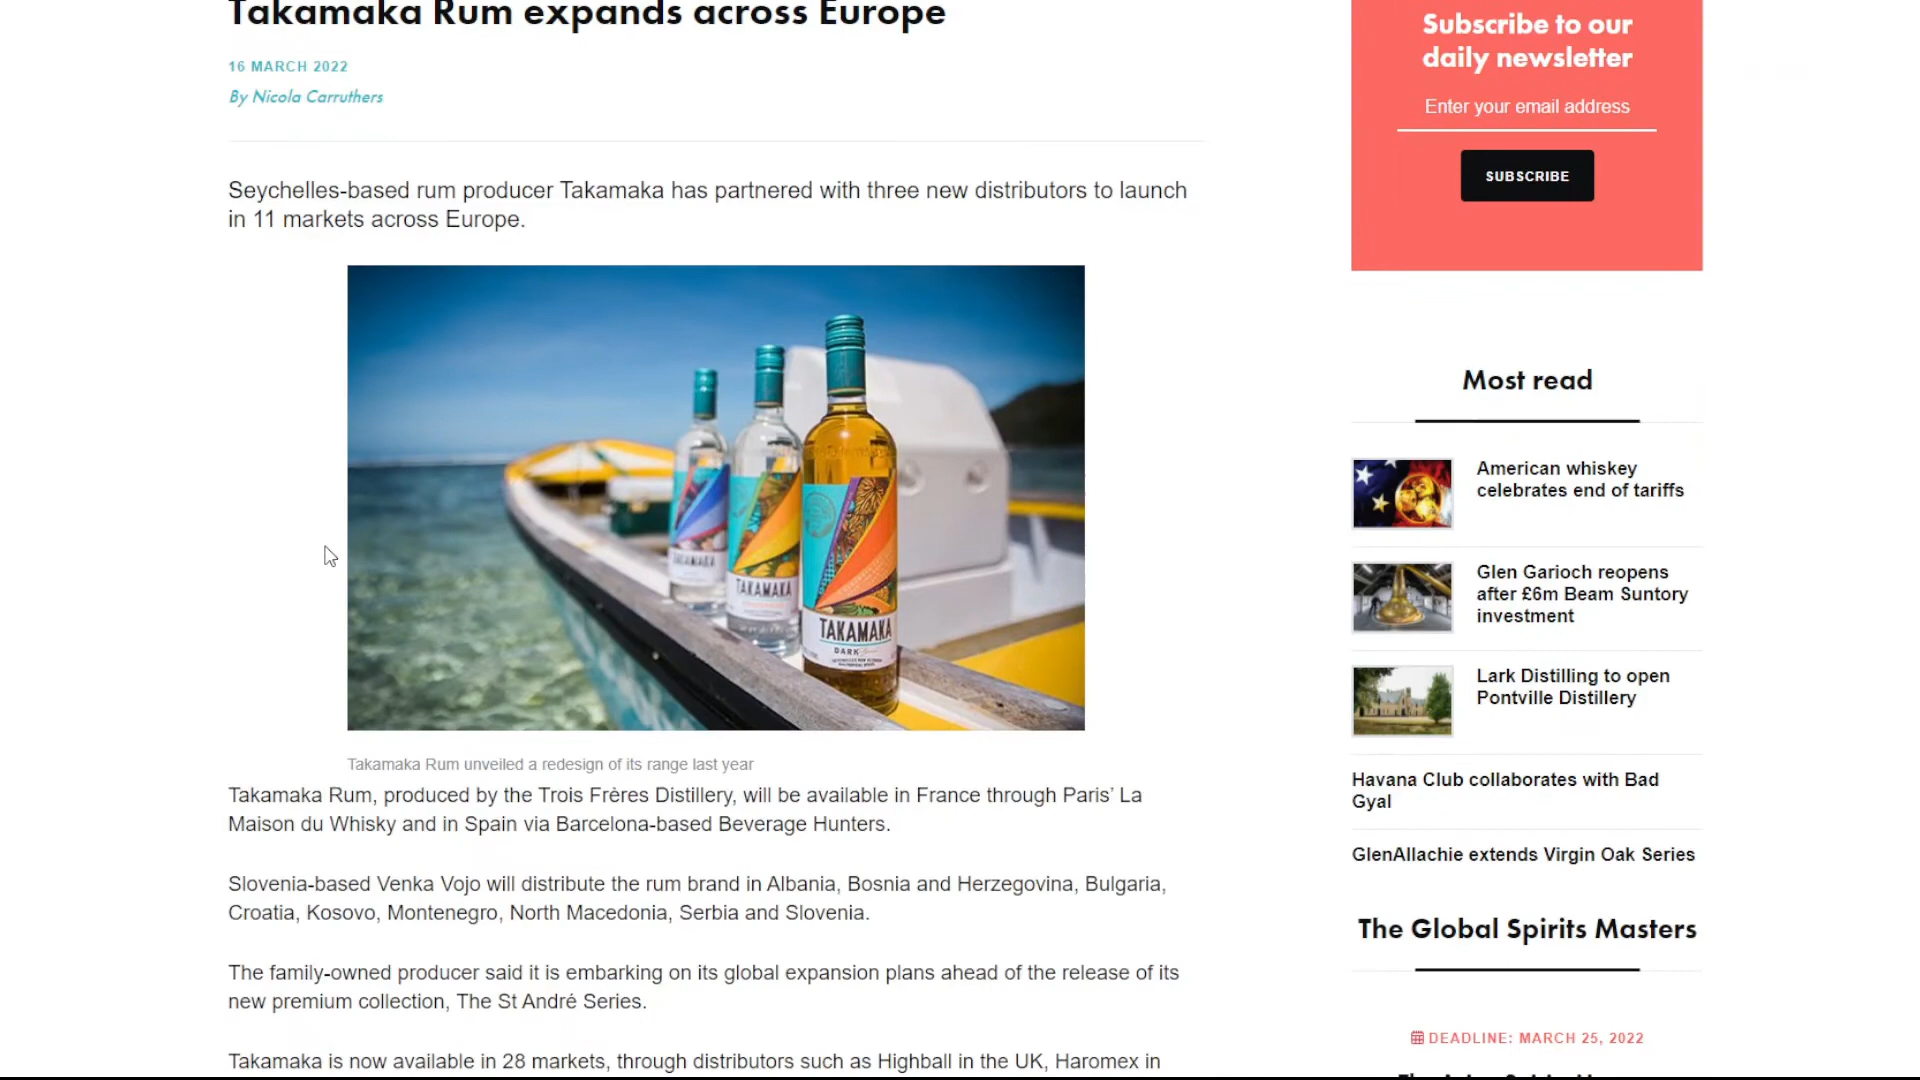 Takamaka Rum expands across Europe
16 MARCH 2022
By Nicola Carruthers
Seychelles-based rum producer Takamaka has partnered with three new distributors to launch
in 11 markets across Europe.
TAKAMAKA
TAKAMAKA
TAKAMAKA
DARK
Takamaka Rum unveiled a redesign of its range last year
Takamaka Rum, produced by the Trois Frères Distillery, will be available in France through Paris’ La
Maison du Whisky and in Spain via Barcelona-based Beverage Hunters.
Slovenia-based Venka Vojo will distribute the rum brand in Albania, Bosnia and Herzegovina, Bulgaria,
Croatia, Kosovo, Montenegro, North Macedonia, Serbia and Slovenia.
The family-owned producer said it is embarking on its global expansion plans ahead of the release of its
new premium collection, The St André Series.
Takamaka is now available in 28 markets, through distributors such as Highball in the UK, Haromex in
Subscribe to our
daily newsletter
Enter your email address
SUBSCRIBE
Most read
American whiskey
celebrates end of tariffs
Glen Garioch reopens
after £6m Beam Suntory
investment
Lark Distilling to open
Pontville Distillery
Havana Club collaborates with Bad
Gyal
GlenAllachie extends Virgin Oak Series
The Global Spirits Masters
DEADLINE: MARCH 25, 2022